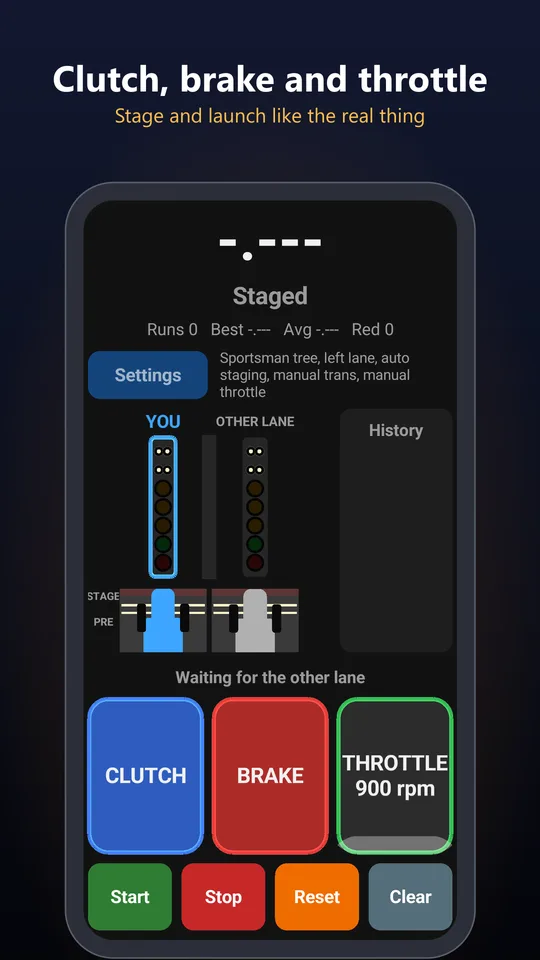 Clutch, brake and throttle
Stage and launch like the real thing
-.---
Staged
Runs 0 Best -.--- Avg -.--- Red 0
Settings
Sportsman tree, left lane, auto
staging, manual trans, manual
throttle
YOU
OTHER LANE
History
STAGE
PRE
Waiting for the other lane
CLUTCH
BRAKE
THROTTLE
900 rpm
Start
Stop
Reset
Clear